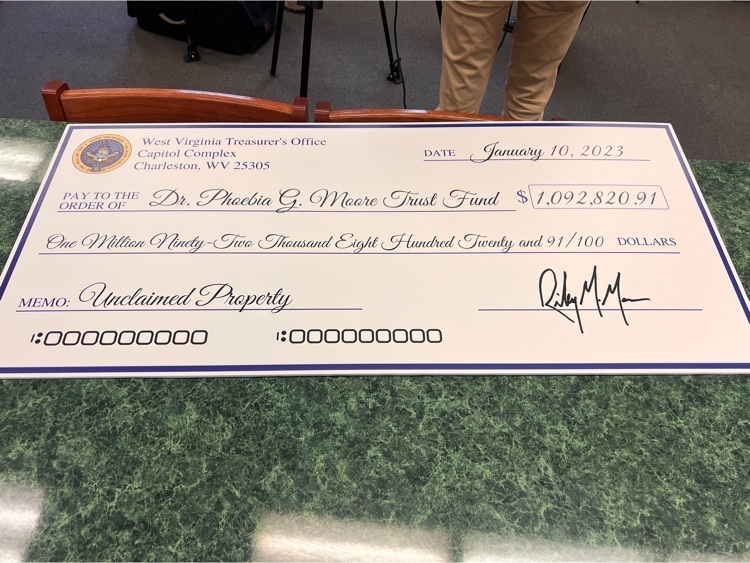 West Virginia Treasurer's Office
Capitol Complex
Charleston, WV 25305
DATE January 10, 2023
PAY TO THE
ORDER OF Dr. Phoebia G. Moore Trust Fund $ 1,092,820.91
One Million Ninety-Two Thousand Eight Hundred Twenty and 91/100 DOLLARS
MEMO: Unclaimed Property
Riley M. Moore
⑆000000000 ⑆000000000